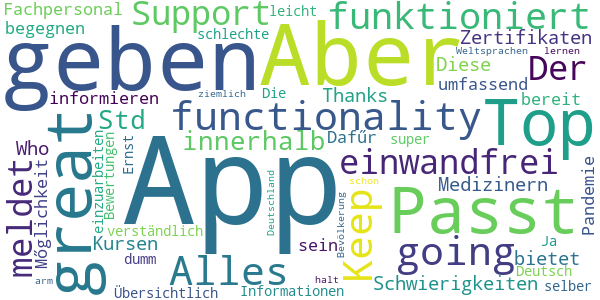 Fachpersonal Support leicht funktioniert
begegnen schlechte Zertifikaten
geben Aber Diese Weltsprachen lernen
ziemlich Die umfassend Der
informieren Thanks bereit
great Std functionality Top
Who innerhalb Dafür super
meldet Möglichkeit einzuarbeiten Bewertungen Ernst App einwandfrei Pandemie
Medizinern
verständlich Deutschland Bevölkerung Keep schon Passt
Kursen sein going Ja
dumm Alles bietet
arm Übersichtlich Informationen halt Schwierigkeiten Deutsch selber